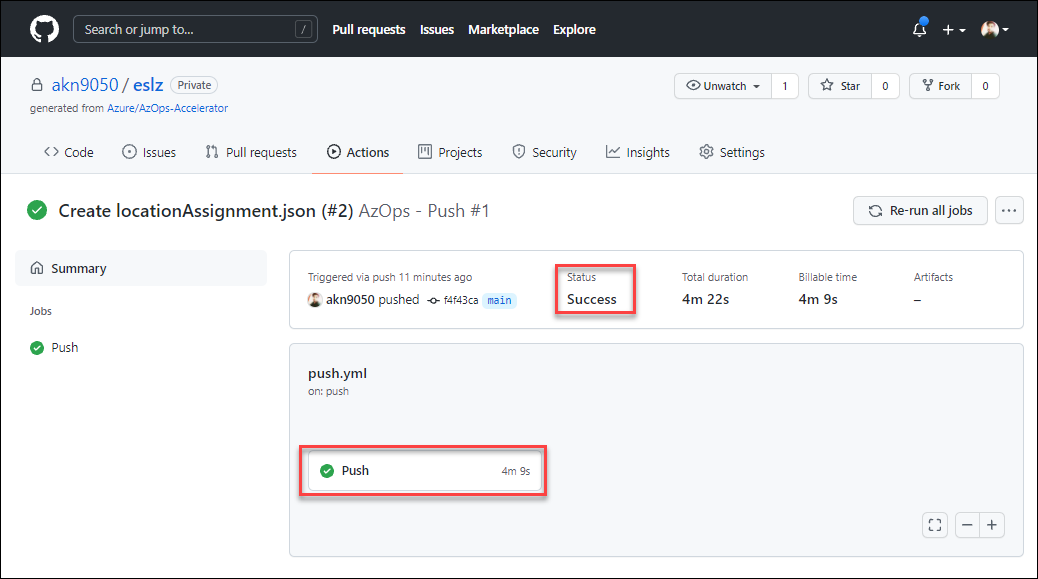 Search or jump to... / Pull requests Issues Marketplace Explore
akn9050 / eslz Private Unwatch 1 Star 0 Fork 0
generated from Azure/AzOps-Accelerator
Code Issues Pull requests Actions Projects Security Insights Settings
Create locationAssignment.json (#2) AzOps - Push #1 Re-run all jobs ...
Summary
Jobs
Push
Triggered via push 11 minutes ago Status Total duration Billable time Artifacts
akn9050 pushed f4f43ca main Success 4m 22s 4m 9s –
push.yml
on: push
Push 4m 9s